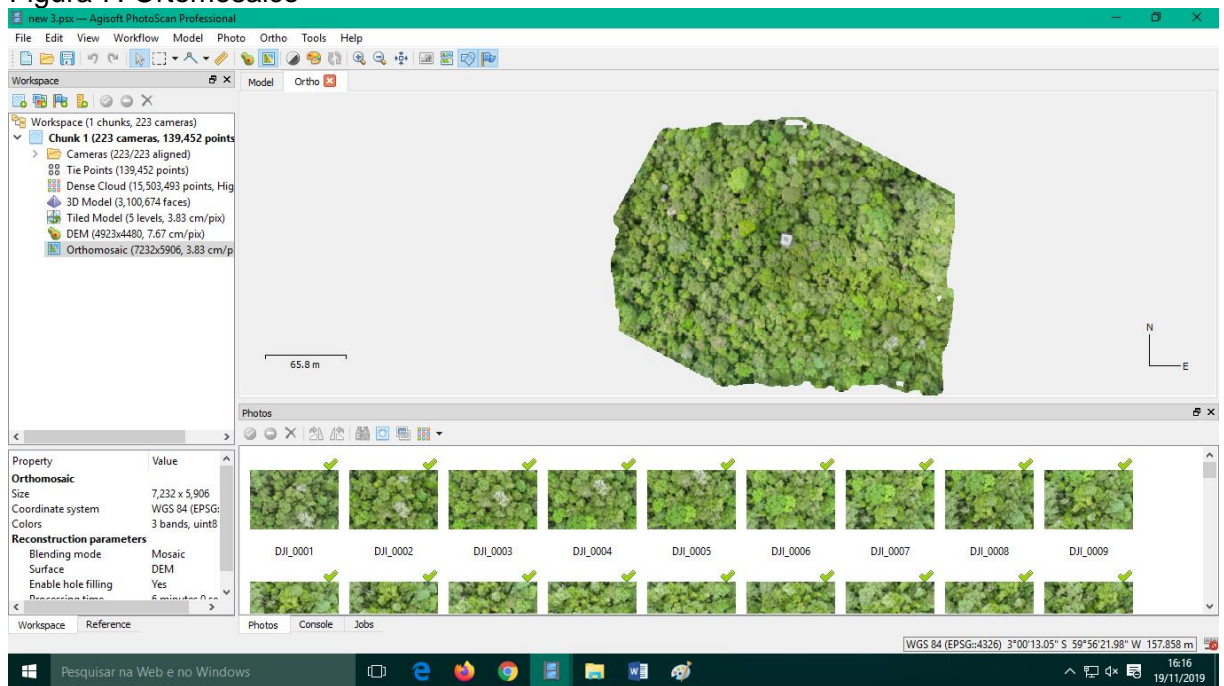 Figura 7: Ortomosaico
new 3.psx — Agisoft PhotoScan Professional
File Edit View Workflow Model Photo Ortho Tools Help
Workspace
Workspace (1 chunks, 223 cameras)
Chunk 1 (223 cameras, 139,452 points
Cameras (223/223 aligned)
Tie Points (139,452 points)
Dense Cloud (15,503,493 points, Hig
3D Model (3,100,674 faces)
Tiled Model (5 levels, 3.83 cm/pix)
DEM (4923x4480, 7.67 cm/pix)
Orthomosaic (7232x5906, 3.83 cm/p
Model Ortho
65.8 m
N
E
Property Value
Orthomosaic
Size 7,232 x 5,906
Coordinate system WGS 84 (EPSG:
Colors 3 bands, uint8
Reconstruction parameters
Blending mode Mosaic
Surface DEM
Enable hole filling Yes
Processing time 6 minutes 0 se
Workspace Reference
Photos
DJI_0001 DJI_0002 DJI_0003 DJI_0004 DJI_0005 DJI_0006 DJI_0007 DJI_0008 DJI_0009
Photos Console Jobs
WGS 84 (EPSG::4326) 3°00'13.05" S 59°56'21.98" W 157.858 m
Pesquisar na Web e no Windows
16:16
19/11/2019